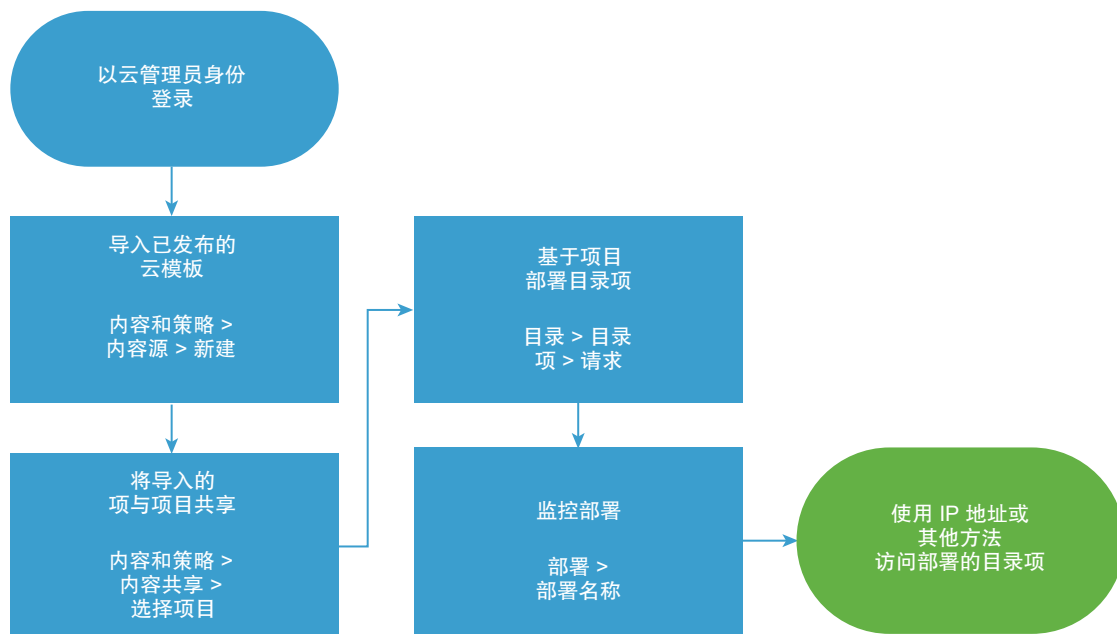 以云管理员身份
登录
导入已发布的
云模板
内容和策略 >
内容源 > 新建
将导入的
项与项目共享
内容和策略 >
内容共享 >
选择项目
基于项目
部署目录项
目录 > 目录
项 > 请求
监控部署
部署 >
部署名称
使用 IP 地址或
其他方法
访问部署的目录项